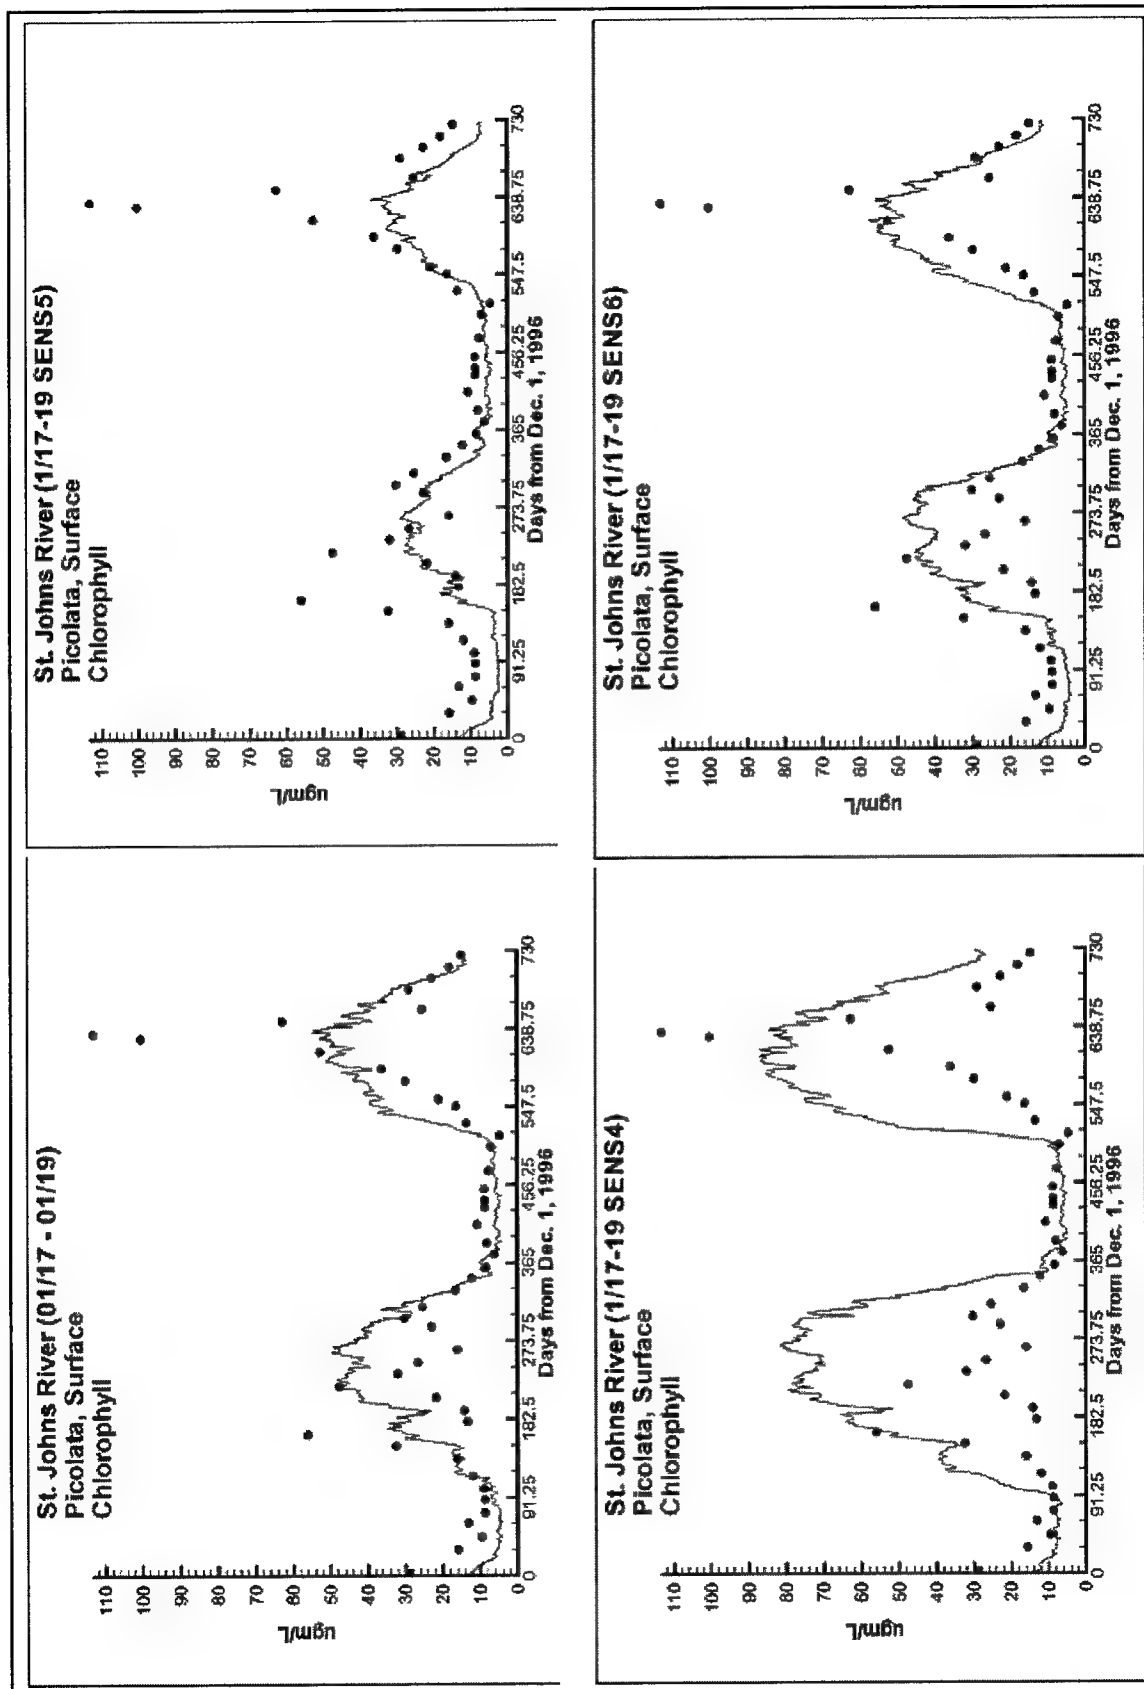 St. Johns River (01/17 - 01/19)
Picolata, Surface
Chlorophyll
110
100
90
80
70
60
50
40
30
20
10
0
ugm/L
0 91.25 182.5 273.75 365 456.25 547.5 638.75 730
Days from Dec. 1, 1996
St. Johns River (1/17-19 SENS5)
Picolata, Surface
Chlorophyll
110
100
90
80
70
60
50
40
30
20
10
0
ugm/L
0 91.25 182.5 273.75 365 456.25 547.5 638.75 730
Days from Dec. 1, 1996
St. Johns River (1/17-19 SENS4)
Picolata, Surface
Chlorophyll
110
100
90
80
70
60
50
40
30
20
10
0
ugm/L
0 91.25 182.5 273.75 365 456.25 547.5 638.75 730
Days from Dec. 1, 1996
St. Johns River (1/17-19 SENS6)
Picolata, Surface
Chlorophyll
110
100
90
80
70
60
50
40
30
20
10
0
ugm/L
0 91.25 182.5 273.75 365 456.25 547.5 638.75 730
Days from Dec. 1, 1996